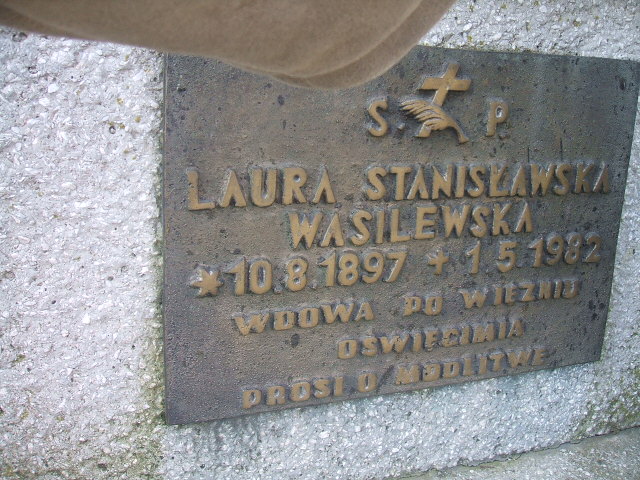 Ś. P.
LAURA STANISŁAWSKA
WASILEWSKA
*10.8.1897 +1.5.1982
WDOWA PO WIĘŹNIU
OŚWIĘCIMIA
PROSI O MODLITWĘ